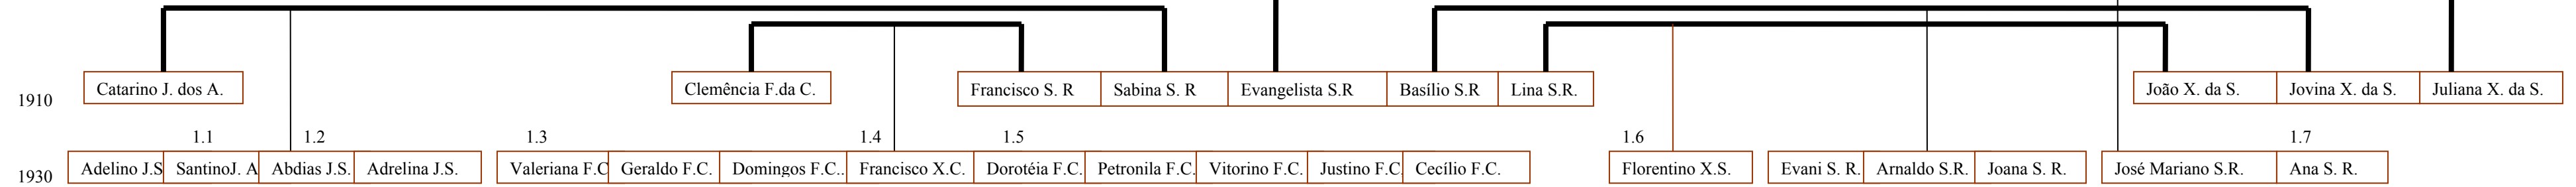 Catarino J. dos A.
Clemência F.da C.
Francisco S. R
Sabina S. R
Evangelista S.R
Basílio S.R
Lina S.R.
João X. da S.
Jovina X. da S.
Juliana X. da S.
1910
1.1
1.2
1.3
1.4
1.5
1.6
1.7
Adelino J.S
SantinoJ. A
Abdias J.S.
Adrelina J.S.
Valeriana F.C
Geraldo F.C.
Domingos F.C..
Francisco X.C.
Dorotéia F.C.
Petronila F.C.
Vitorino F.C.
Justino F.C
Cecílio F.C.
Florentino X.S.
Evani S. R.
Arnaldo S.R.
Joana S. R.
José Mariano S.R.
Ana S. R.
1930